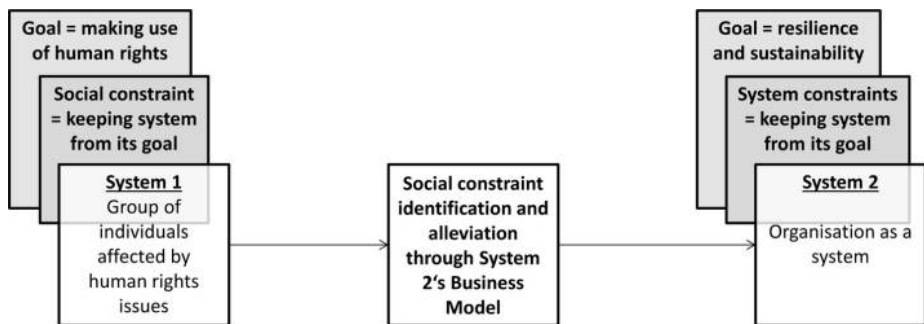 Goal = making use
of human rights
Social constraint
= keeping system
from its goal
System 1
Group of
individuals
affected by
human rights
issues
Social constraint
identification and
alleviation through
System
2‘s Business
Model
Goal = resilience
and sustainability
System constraints
= keeping system
from its goal
System 2
Organisation as a
system